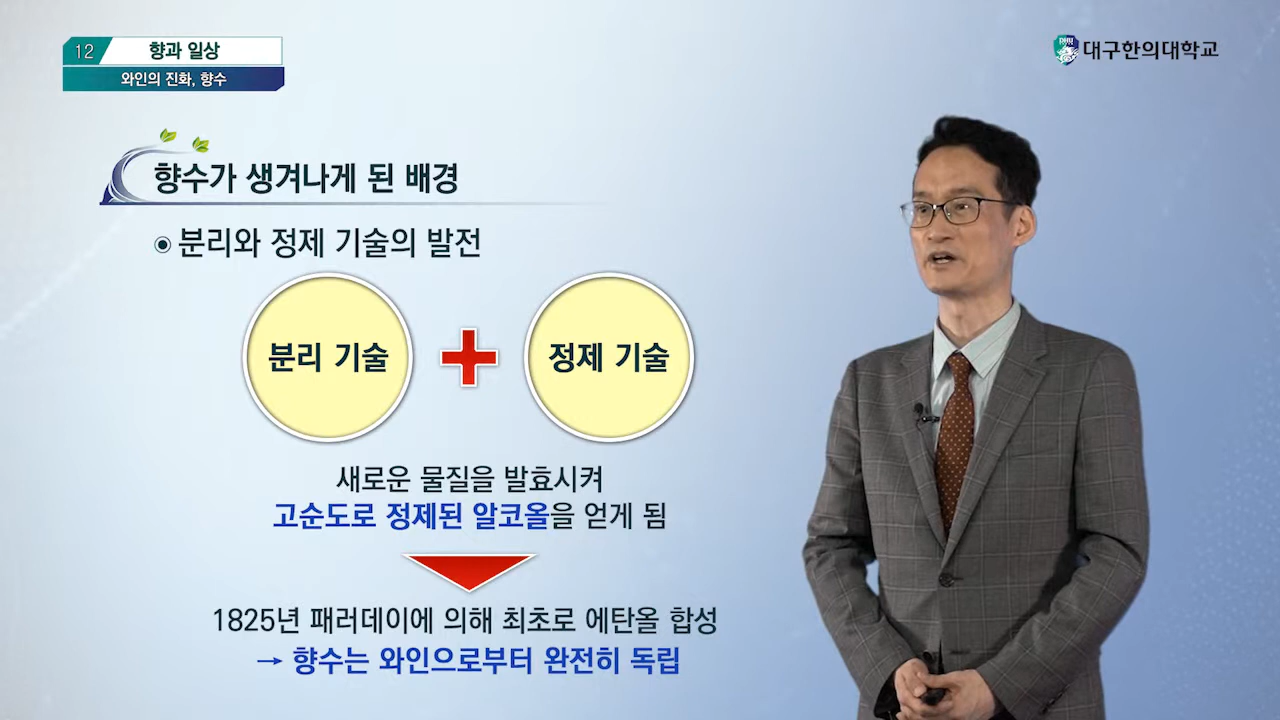 12
향과 일상
와인의 진화, 향수
대구한의대학교
향수가 생겨나게 된 배경
분리와 정제 기술의 발전
분리 기술
정제 기술
새로운 물질을 발효시켜
고순도로 정제된 알코올을 얻게 됨
1825년 패러데이에 의해 최초로 에탄올 합성
→ 향수는 와인으로부터 완전히 독립